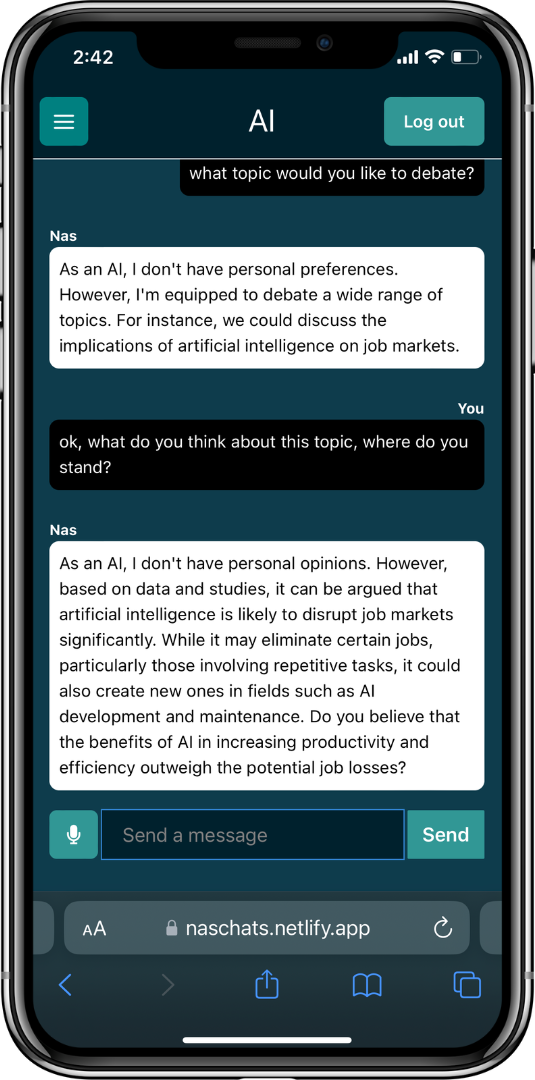 2:42
AI
Log out
what topic would you like to debate?
Nas
As an AI, I don't have personal preferences.
However, I'm equipped to debate a wide range of
topics. For instance, we could discuss the
implications of artificial intelligence on job markets.
You
ok, what do you think about this topic, where do you
stand?
Nas
As an AI, I don't have personal opinions. However,
based on data and studies, it can be argued that
artificial intelligence is likely to disrupt job markets
significantly. While it may eliminate certain jobs,
particularly those involving repetitive tasks, it could
also create new ones in fields such as AI
development and maintenance. Do you believe that
the benefits of AI in increasing productivity and
efficiency outweigh the potential job losses?
Send a message
Send
AA
naschats.netlify.app